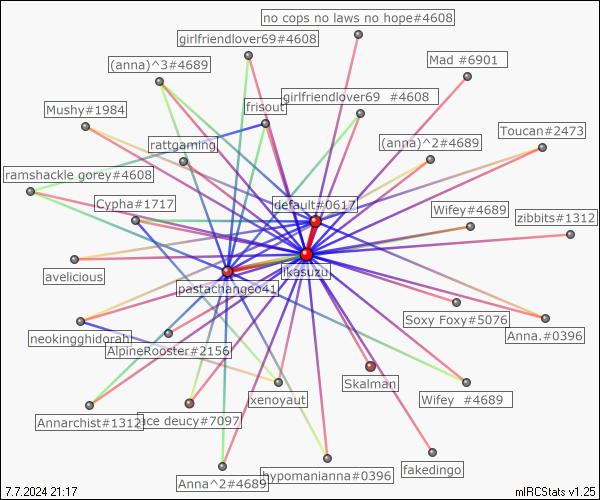 no cops no laws no hope#4608
girlfriendlover69#4608
(anna)^3#4689
Mad #6901
girlfriendlover69  #4608
frisout
Mushy#1984
Toucan#2473
rattgaming
(anna)^2#4689
ramshackle gorey#4608
Cypha#1717
default#0617
Wifey#4689
zibbits#1312
avelicious
likasuzu
pastachangeo41
Soxy Foxy#5076
Anna.#0396
neokingghidorah
AlpineRooster#2156
Skalman
xenoyaut
Wifey  #4689
Annarchist#1312
ace deucy#7097
fakedingo
hypomanianna#0396
Anna^2#4689
7.7.2024 21:17
mIRCStats v1.25